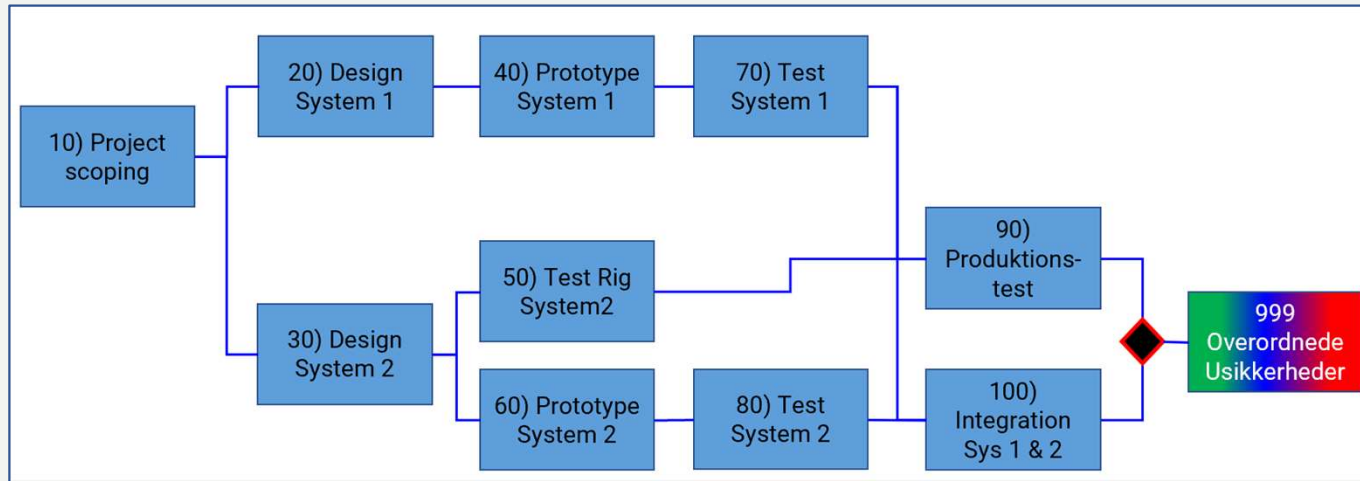 10) Project
scoping
20) Design
System 1
40) Prototype
System 1
70) Test
System 1
30) Design
System 2
50) Test Rig
System2
60) Prototype
System 2
80) Test
System 2
90)
Produktions-
test
100)
Integration
Sys 1 & 2
999
Overordnede
Usikkerheder